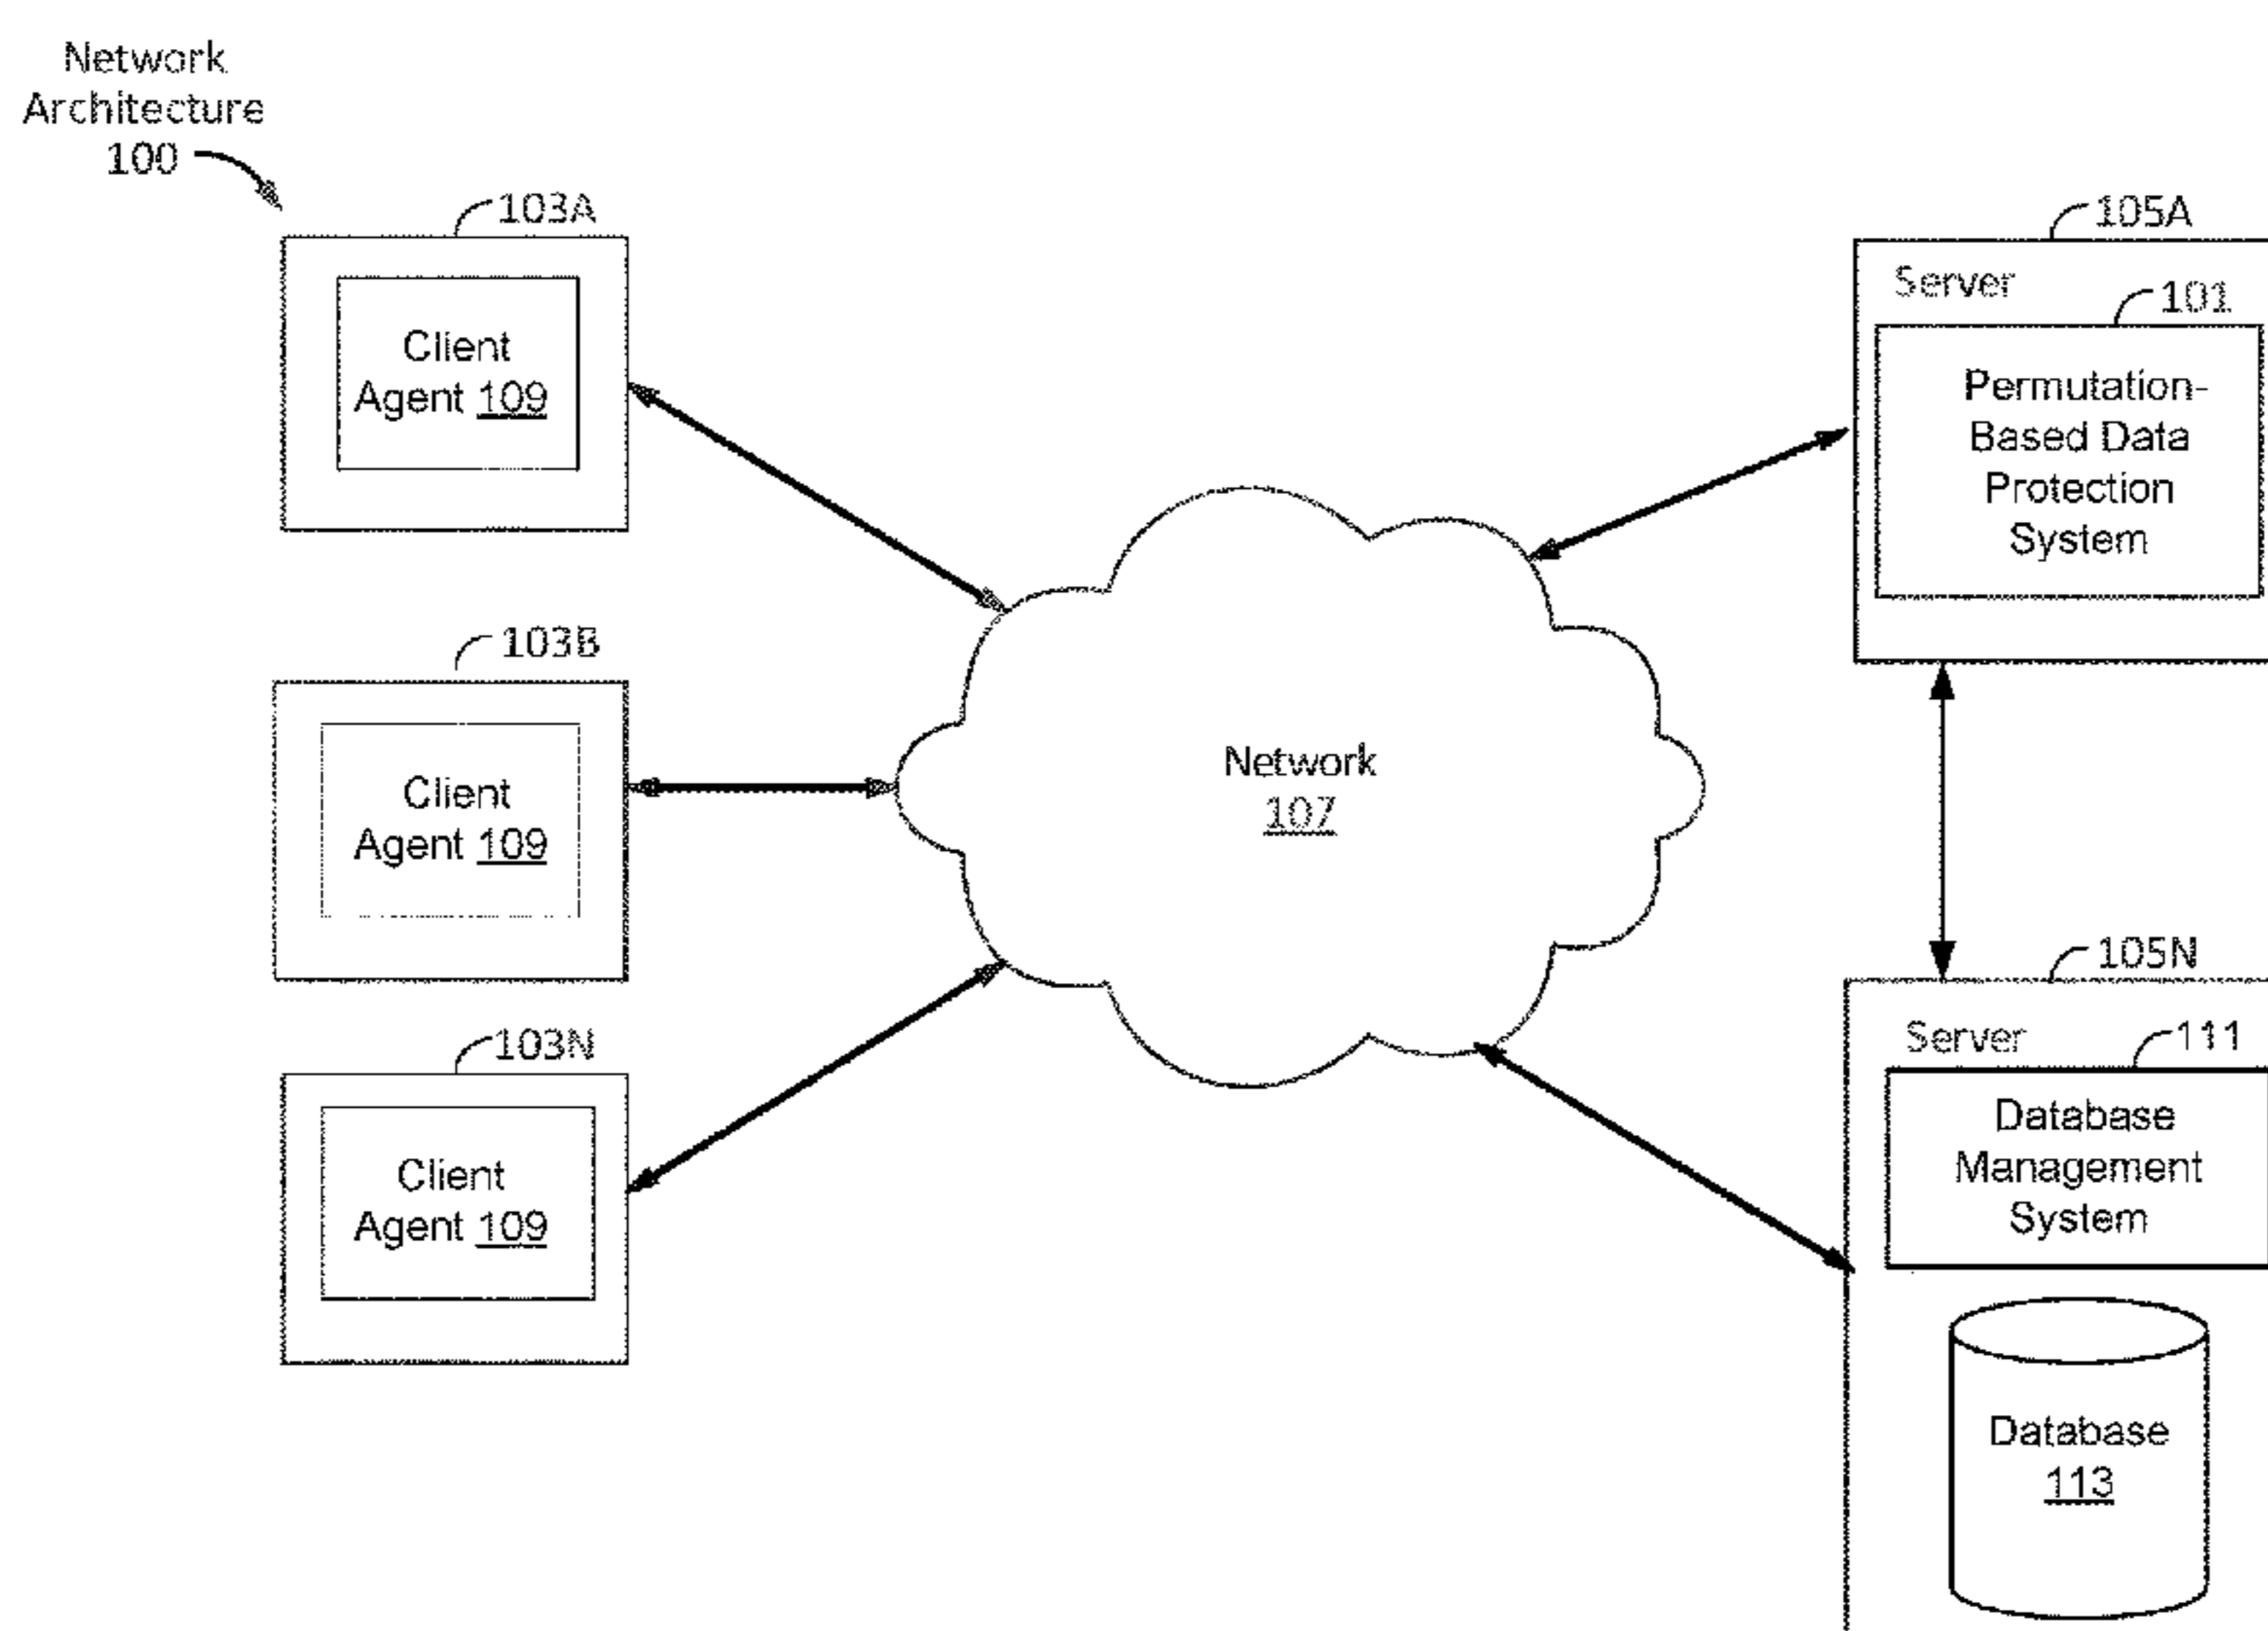 Network
Architecture
100
103A
Client
Agent 109
103B
Client
Agent 109
103N
Client
Agent 109
Network
107
105A
Server
101
Permutation-
Based Data
Protection
System
105N
Server
111
Database
Management
System
Database
113